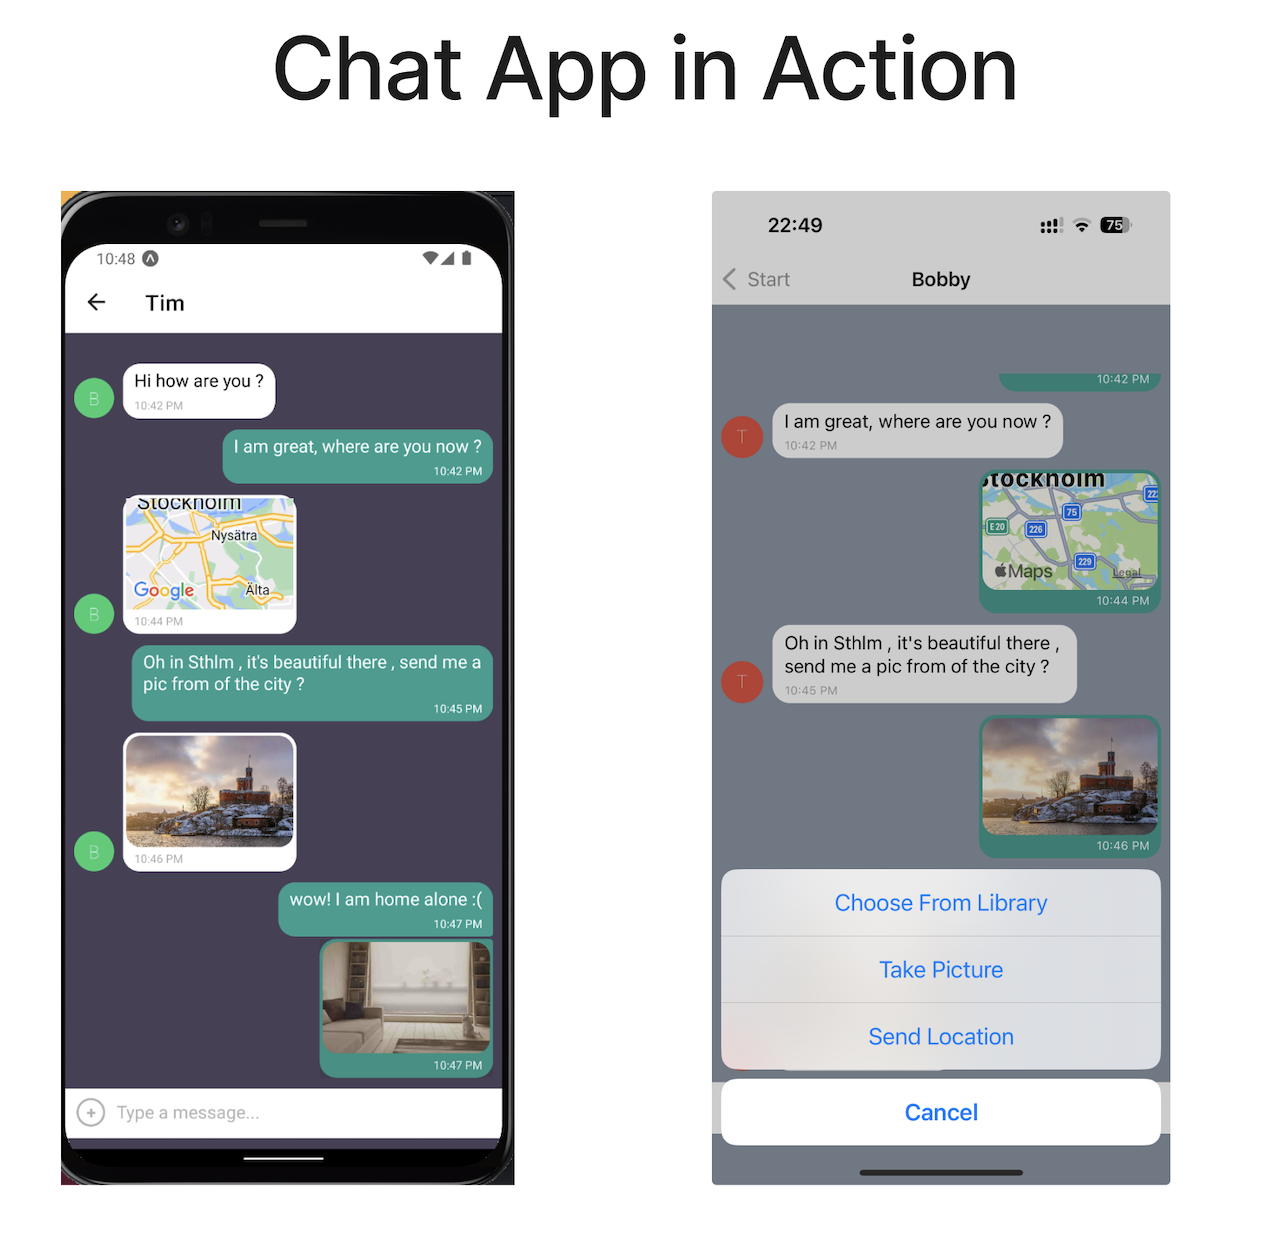 Chat App in Action
10:48
Tim
Hi how are you ?
B
10:42 PM
I am great, where are you now ?
10:42 PM
Stockholm
Nysätra
Google
Älta
B
10:44 PM
Oh in Sthlm , it's beautiful there , send me a
pic from of the city ?
10:45 PM
B
10:46 PM
wow! I am home alone :(
10:47 PM
10:47 PM
Type a message...
22:49
75
Start
Bobby
10:42 PM
I am great, where are you now ?
T
10:42 PM
Stockholm
22
75
E20
226
229
Maps
Legal
10:44 PM
Oh in Sthlm , it's beautiful there ,
send me a pic from of the city ?
T
10:45 PM
10:46 PM
Choose From Library
Take Picture
Send Location
Cancel